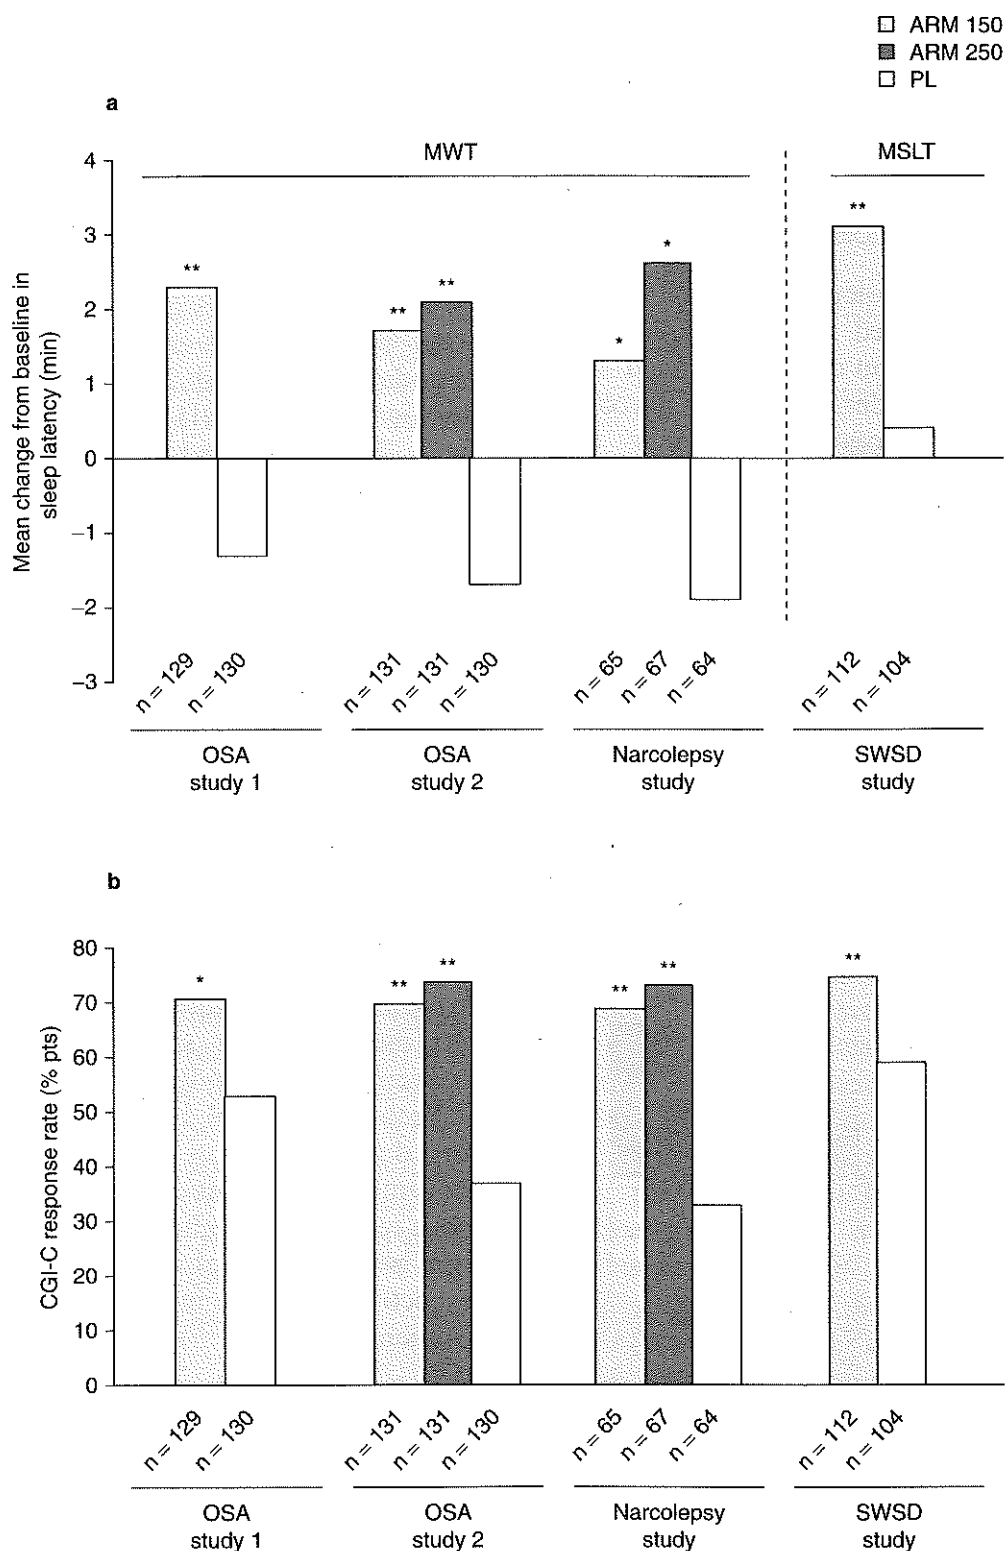 ARM 150
ARM 250
PL
a
MWT
MSLT
Mean change from baseline in
sleep latency (min)
4
3
2
1
0
−1
−2
−3
**
**
**
*
*
**
n = 129
n = 130
n = 131
n = 131
n = 130
n = 65
n = 67
n = 64
n = 112
n = 104
OSA
study 1
OSA
study 2
Narcolepsy
study
SWSD
study
b
CGI-C response rate (% pts)
80
70
60
50
40
30
20
10
0
*
**
**
**
**
**
n = 129
n = 130
n = 131
n = 131
n = 130
n = 65
n = 67
n = 64
n = 112
n = 104
OSA
study 1
OSA
study 2
Narcolepsy
study
SWSD
study